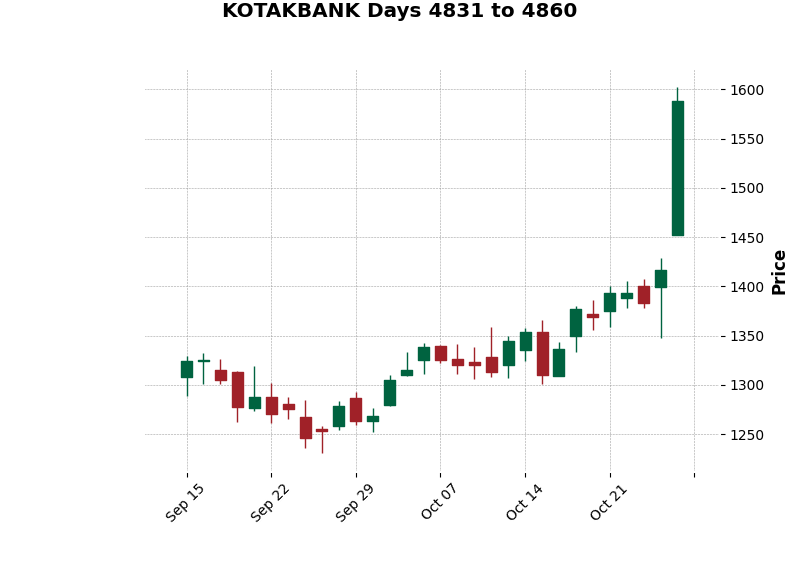 KOTAKBANK Days 4831 to 4860
1600
1550
1500
1450
1400
1350
1300
1250
Price
Sep 15
Sep 22
Sep 29
Oct 07
Oct 14
Oct 21